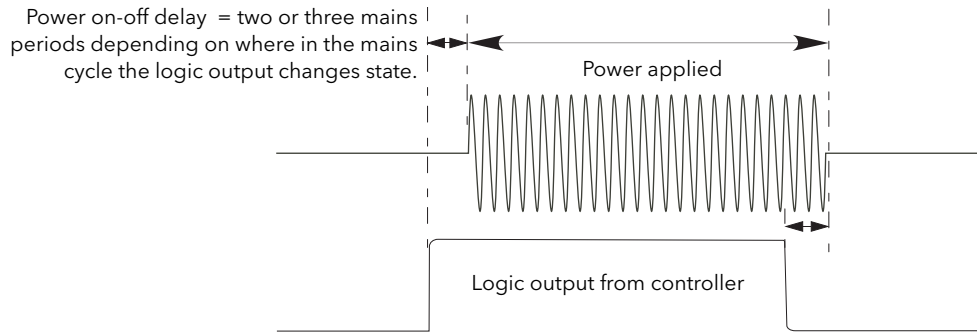 Power on-off delay = two or three mains
periods depending on where in the mains
cycle the logic output changes state.
Power applied
Logic output from controller